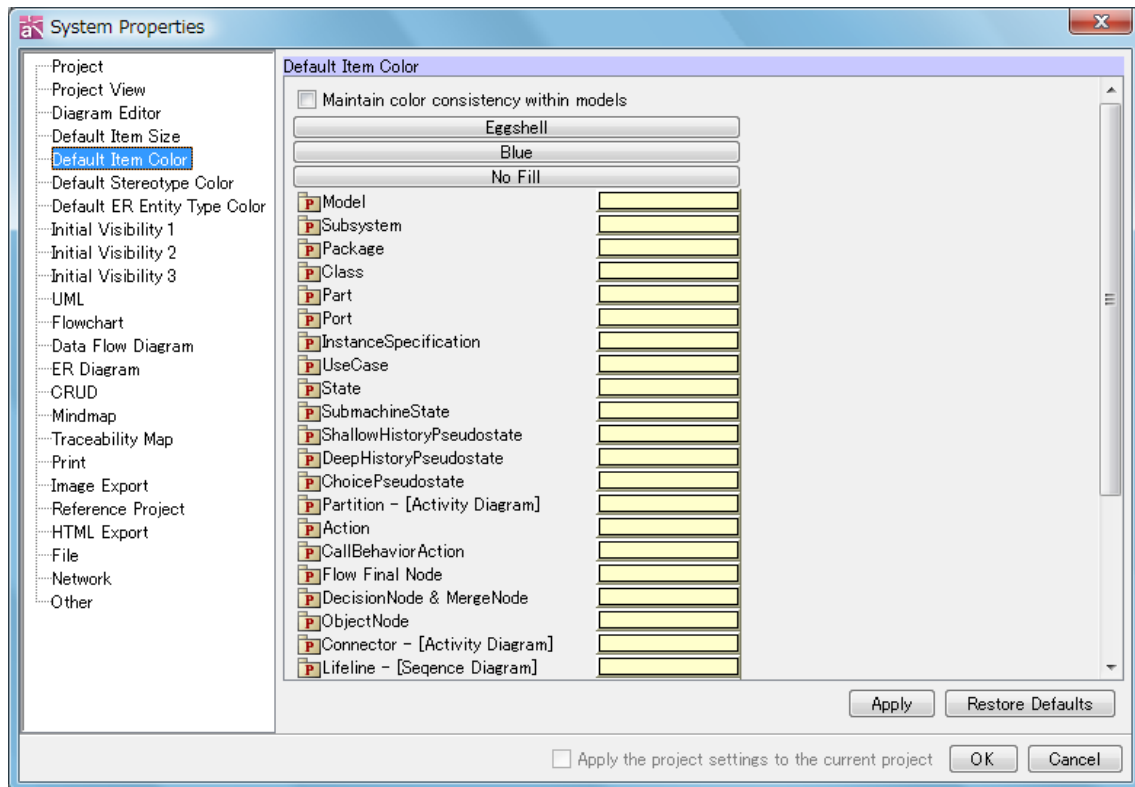 System Properties
Project
Project View
Diagram Editor
Default Item Size
Default Item Color
Default Stereotype Color
Default ER Entity Type Color
Initial Visibility 1
Initial Visibility 2
Initial Visibility 3
UML
Flowchart
Data Flow Diagram
ER Diagram
CRUD
Mindmap
Traceability Map
Print
Image Export
Reference Project
HTML Export
File
Network
Other
Default Item Color
Maintain color consistency within models
Eggshell
Blue
No Fill
P Model
P Subsystem
P Package
P Class
P Part
P Port
P InstanceSpecification
P UseCase
P State
P SubmachineState
P ShallowHistoryPseudostate
P DeepHistoryPseudostate
P ChoicePseudostate
P Partition - [Activity Diagram]
P Action
P CallBehaviorAction
P Flow Final Node
P DecisionNode & MergeNode
P ObjectNode
P Connector - [Activity Diagram]
P Lifeline - [Seqence Diagram]
Apply
Restore Defaults
Apply the project settings to the current project
OK
Cancel